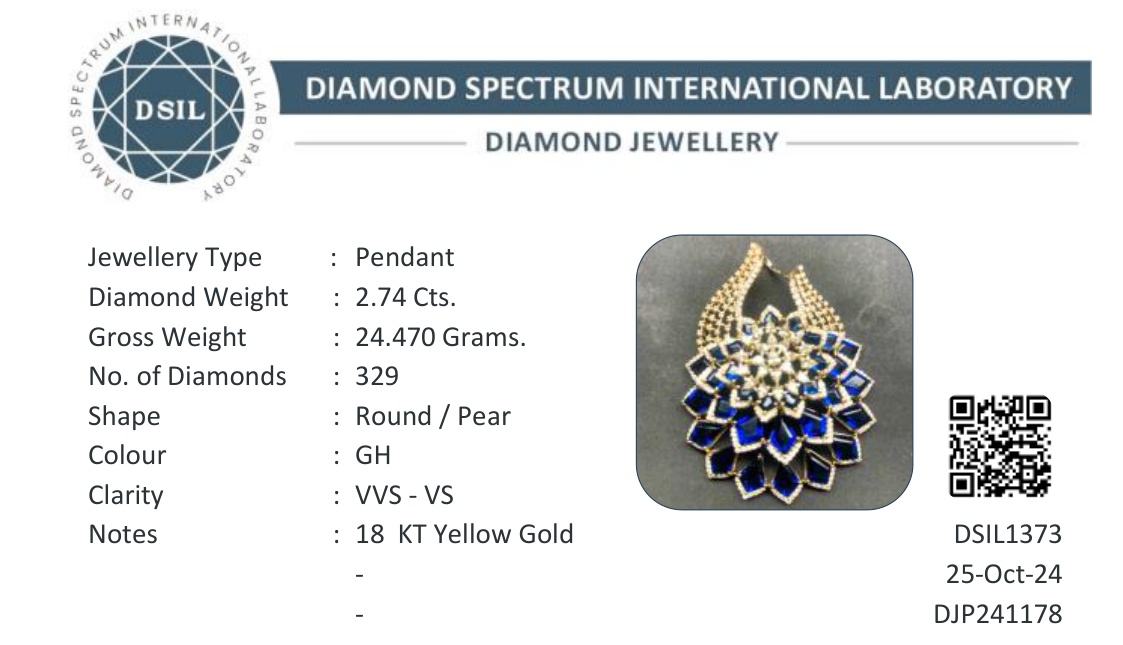 DIAMOND SPECTRUM INTERNATIONAL LABORATORY
DSIL
DIAMOND SPECTRUM INTERNATIONAL LABORATORY
DIAMOND JEWELLERY
Jewellery Type : Pendant
Diamond Weight : 2.74 Cts.
Gross Weight : 24.470 Grams.
No. of Diamonds : 329
Shape : Round / Pear
Colour : GH
Clarity : VVS - VS
Notes : 18 KT Yellow Gold
-
-
DSIL1373
25-Oct-24
DJP241178